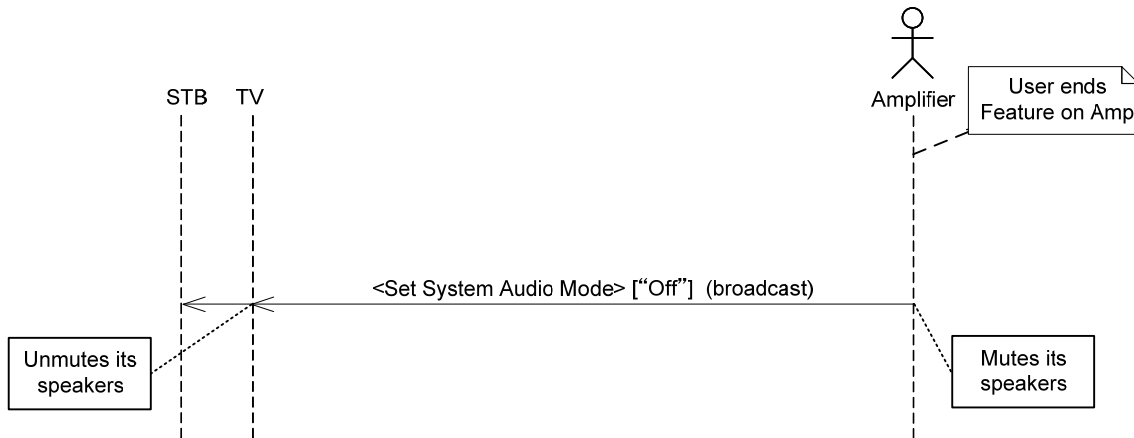 STB TV
Amplifier
User ends
Feature on Amp
<Set System Audio Mode> [“Off”] (broadcast)
Unmutes its
speakers
Mutes its
speakers